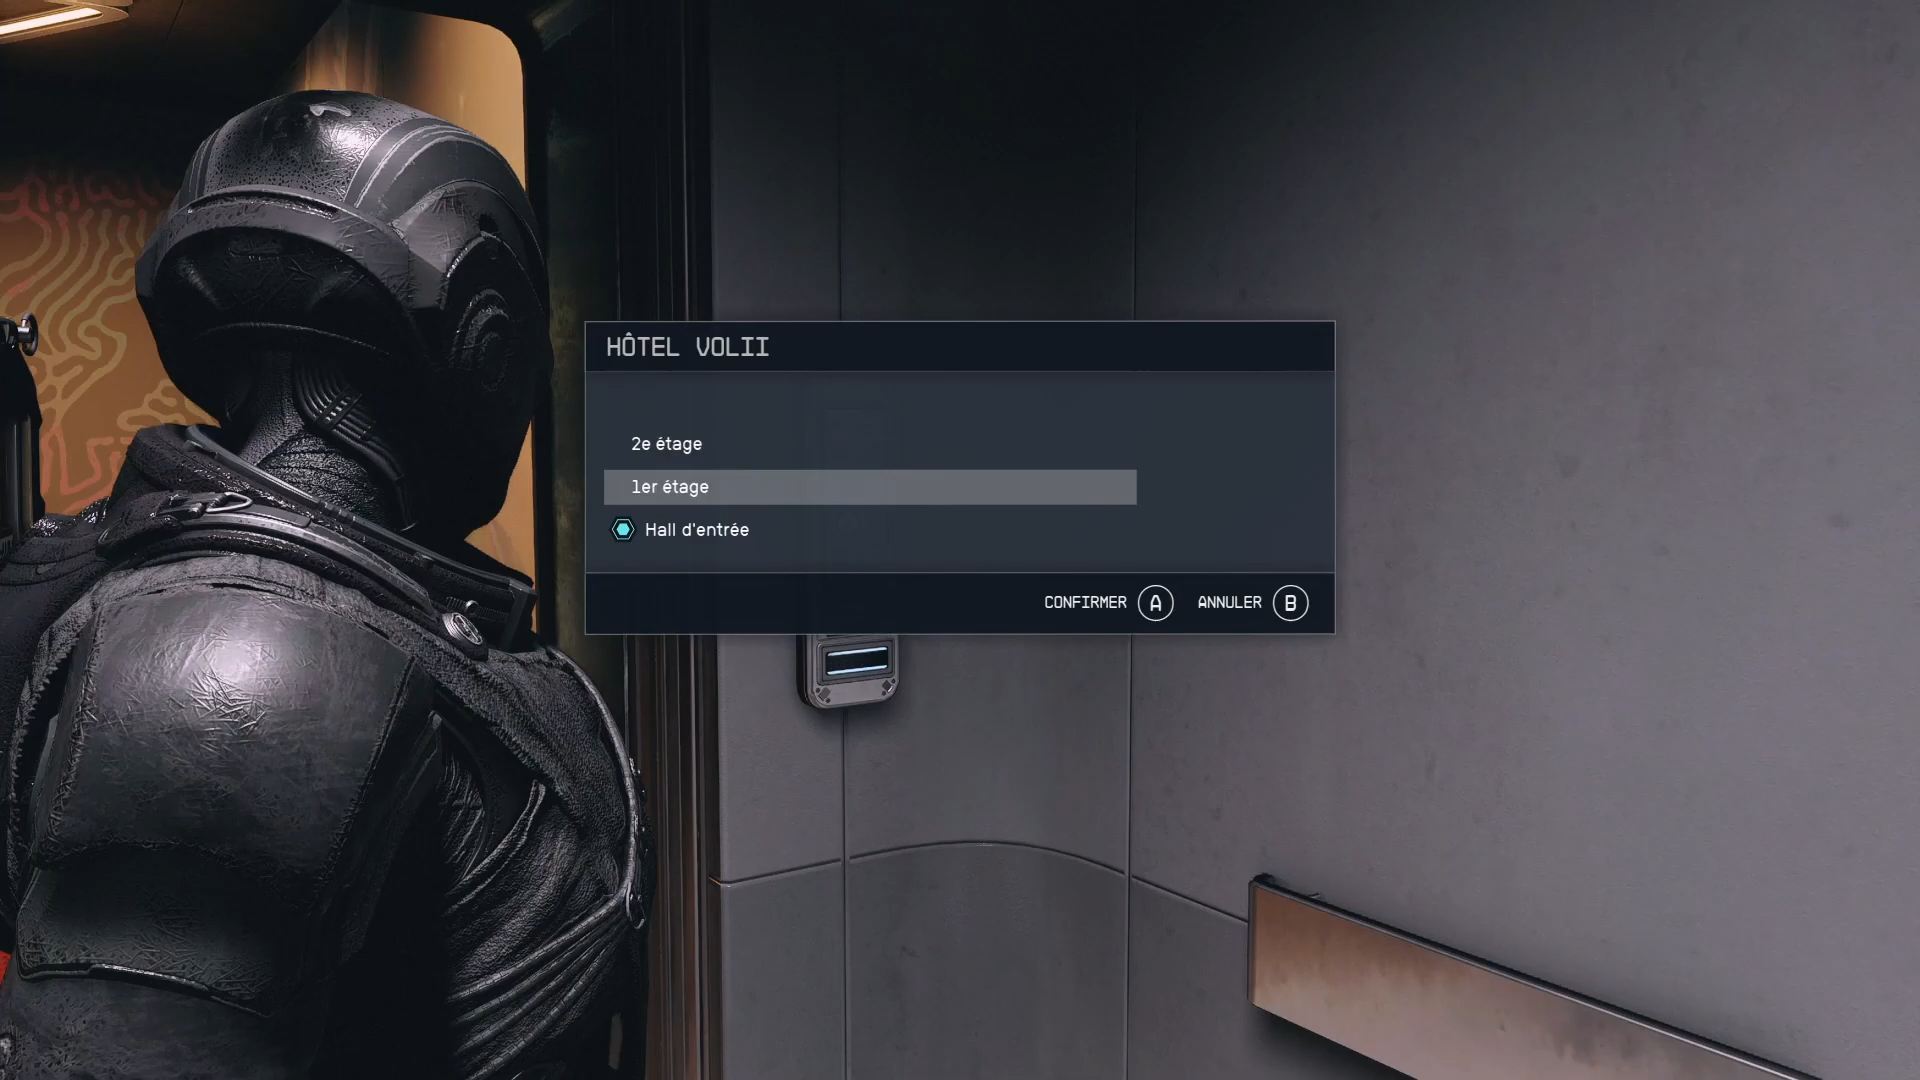 HÔTEL VOLII
2e étage
1er étage
Hall d'entrée
CONFIRMER A ANNULER B